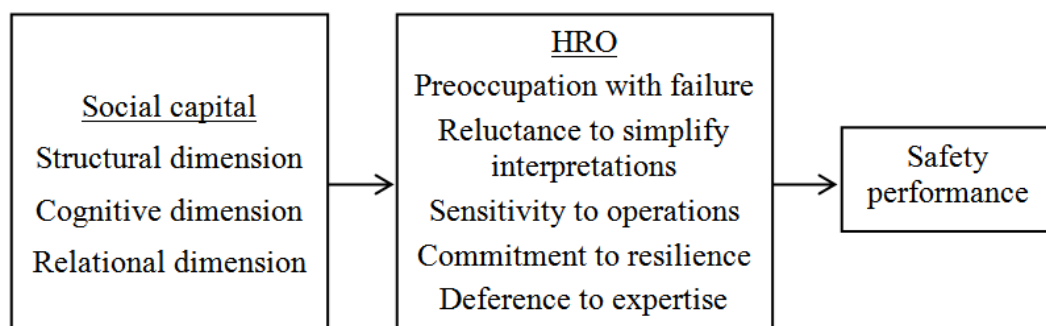 Social capital
Structural dimension
Cognitive dimension
Relational dimension
HRO
Preoccupation with failure
Reluctance to simplify
interpretations
Sensitivity to operations
Commitment to resilience
Deference to expertise
Safety
performance